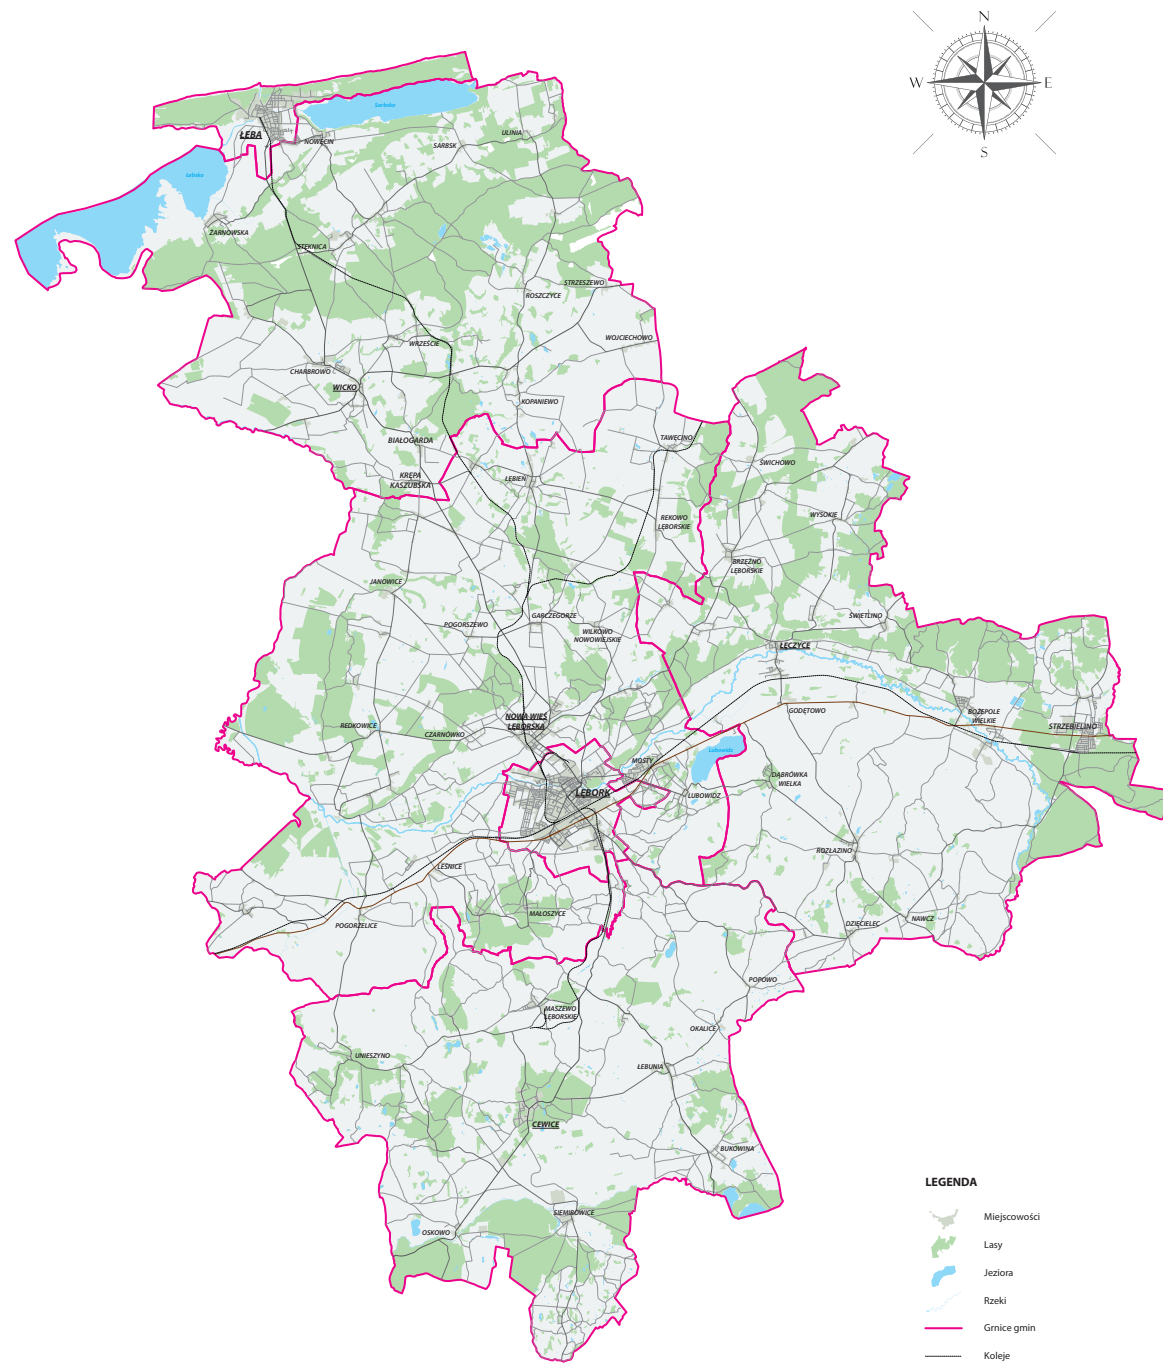 N
W
E
S
Sarbsko
ŁEBA
NOWĘCIN
ULINIA
SARBSK
Łebsko
ŻARNOWSKA
STĘKNICA
STRZESZEWO
ROSZCZYCE
WOJCIECHOWO
WRZEŚCIE
CHARBROWO
WICKO
KOPANIEWO
BIAŁOGARDA
TAWĘCINO
ŚWICHOWO
KRĘPA
KASZUBSKA
ŁEBIEŃ
WYSOKIE
REKOWO
LĘBORSKIE
BRZEŹNO
LĘBORSKIE
JANOWICE
GARCZEGORZE
ŚWIETLINO
POGORSZEWO
WILKOWO
NOWOWIEJSKIE
ŁĘCZYCE
GODĘTOWO
BOŻEPOLE
WIELKIE
NOWA WIEŚ
LĘBORSKA
REDKOWICE
CZARNÓWKO
STRZEBIELINO
Lubowidz
MOSTY
DĄBRÓWKA
WIELKA
LĘBORK
LUBOWIDZ
ROZŁAZINO
LEŚNICE
MAŁOSZYCE
NAWCZ
DZIĘCIELEC
POGORZELICE
POPOWO
MASZEWO
LĘBORSKIE
OKALICE
UNIESZYNO
ŁEBUNIA
CEWICE
BUKOWINA
SIEMIROWICE
OSKOWO
LEGENDA
Miejscowości
Lasy
Jeziora
Rzeki
Grnice gmin
Koleje